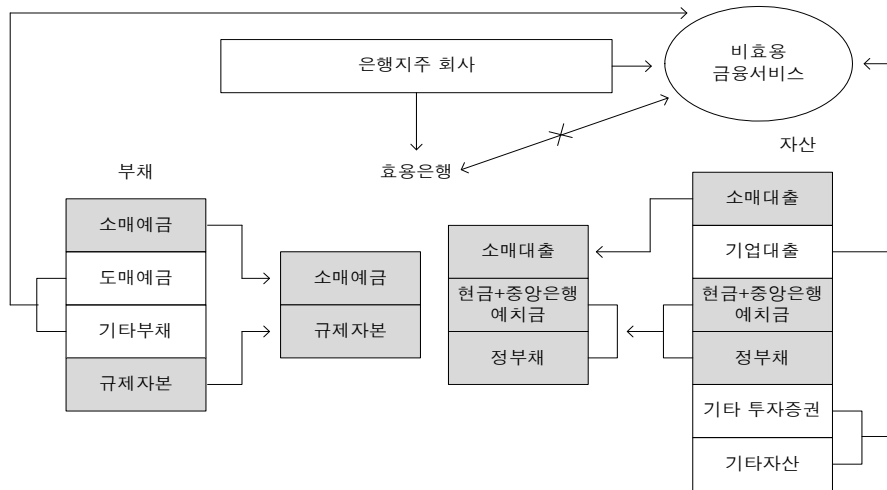 은행지주 회사
비효용
금융서비스
효용은행
부채
소매예금
도매예금
기타부채
규제자본
소매예금
규제자본
소매대출
현금+중앙은행
예치금
정부채
자산
소매대출
기업대출
현금+중앙은행
예치금
정부채
기타 투자증권
기타자산